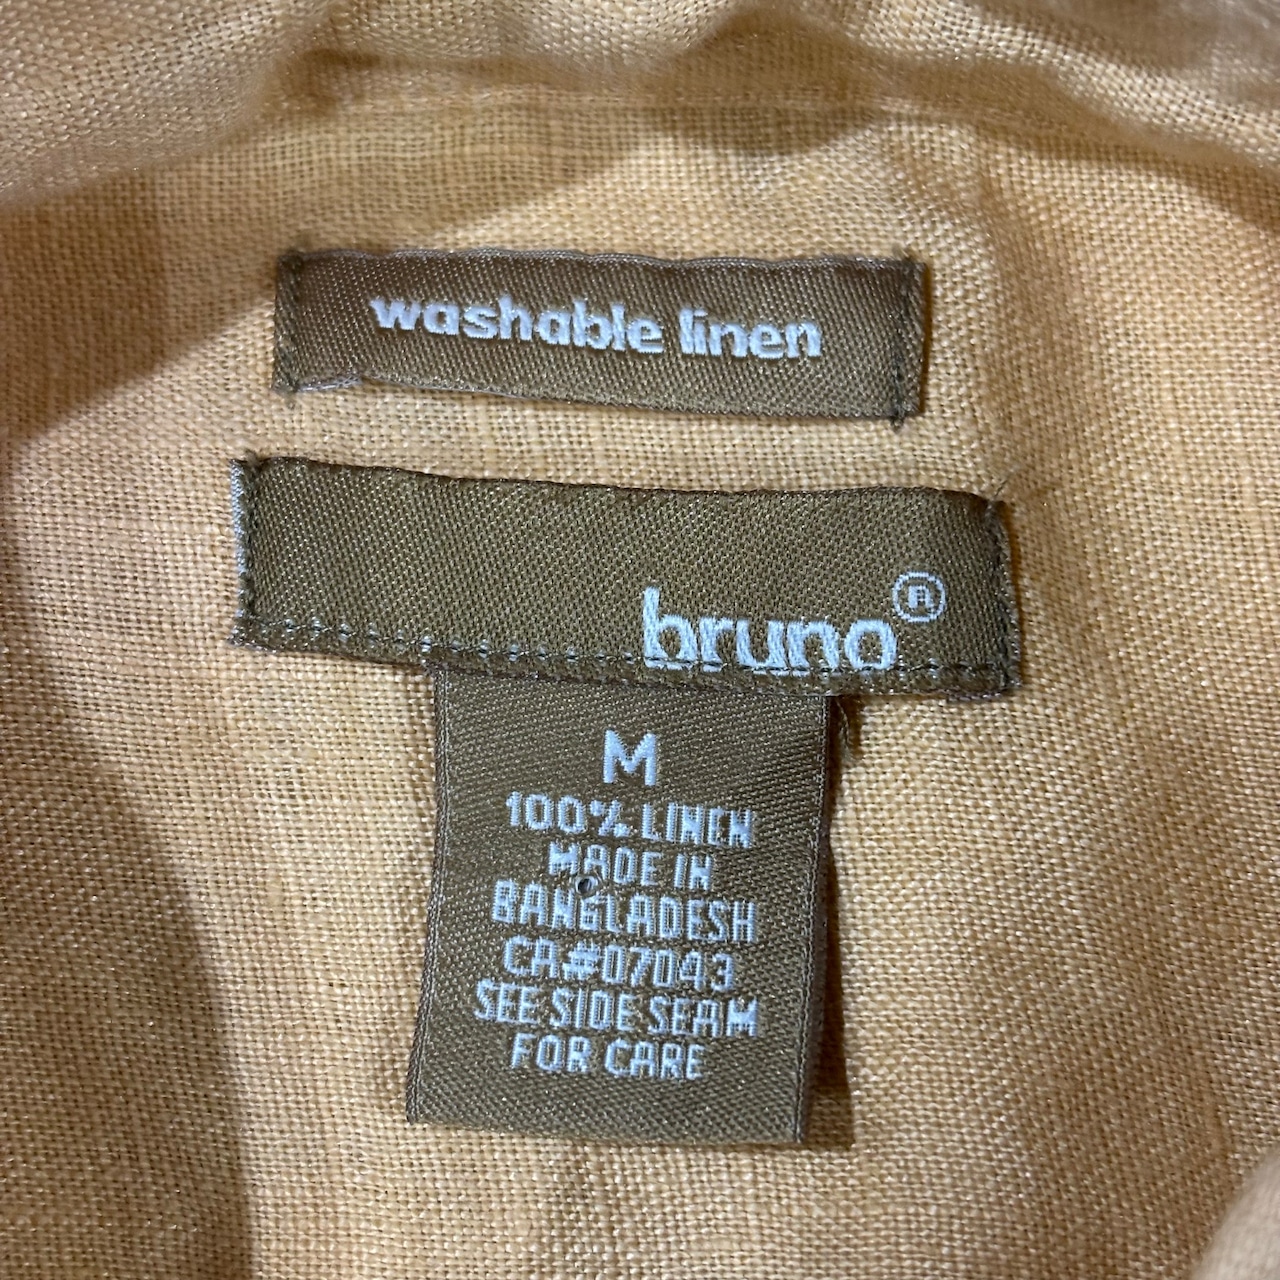 washable linen
bruno®
M
100% LINEN
MADE IN
BANGLADESH
CA#07043
SEE SIDE SEAM
FOR CARE